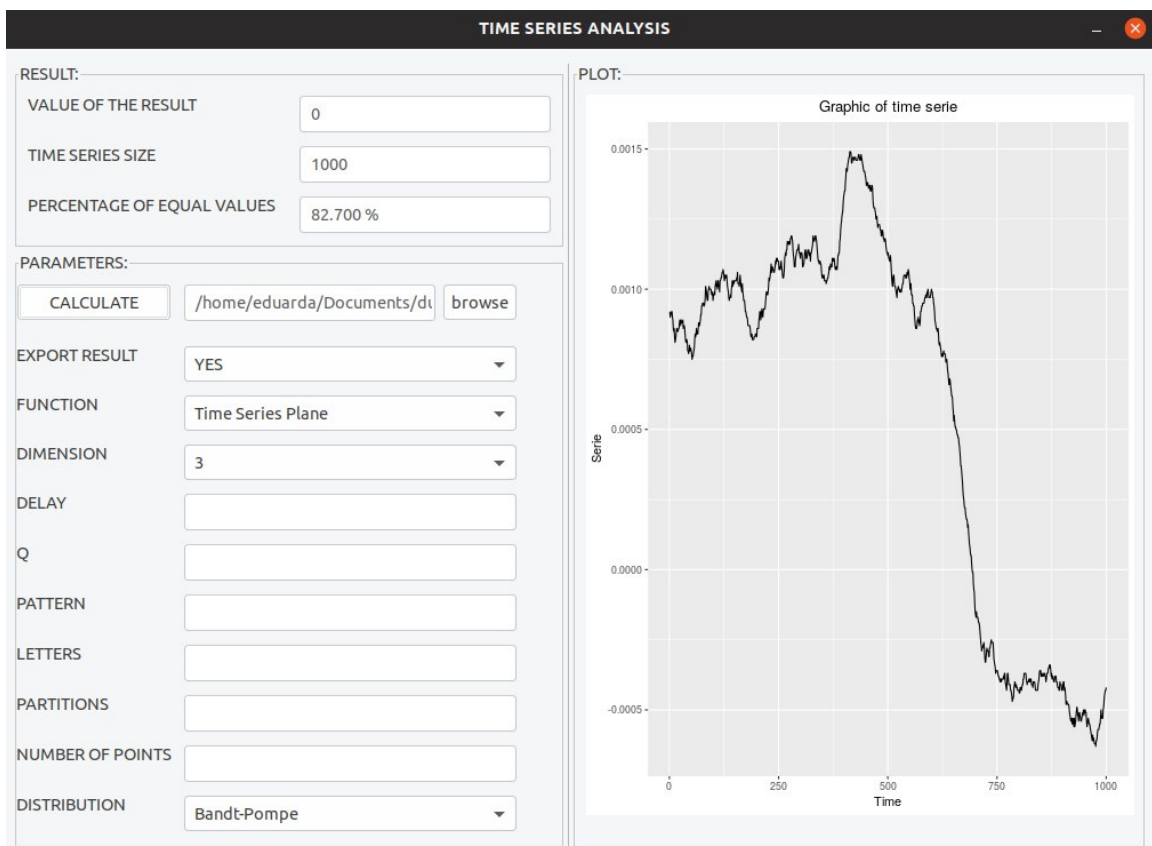 TIME SERIES ANALYSIS
RESULT:
VALUE OF THE RESULT
0
TIME SERIES SIZE
1000
PERCENTAGE OF EQUAL VALUES
82.700 %
PARAMETERS:
CALCULATE
/home/eduarda/Documents/du
browse
EXPORT RESULT
YES
FUNCTION
Time Series Plane
DIMENSION
3
DELAY
Q
PATTERN
LETTERS
PARTITIONS
NUMBER OF POINTS
DISTRIBUTION
Bandt-Pompe
PLOT:
Graphic of time serie
0.0015
0.0010
0.0005
0.0000
-0.0005
Serie
0
250
500
750
1000
Time